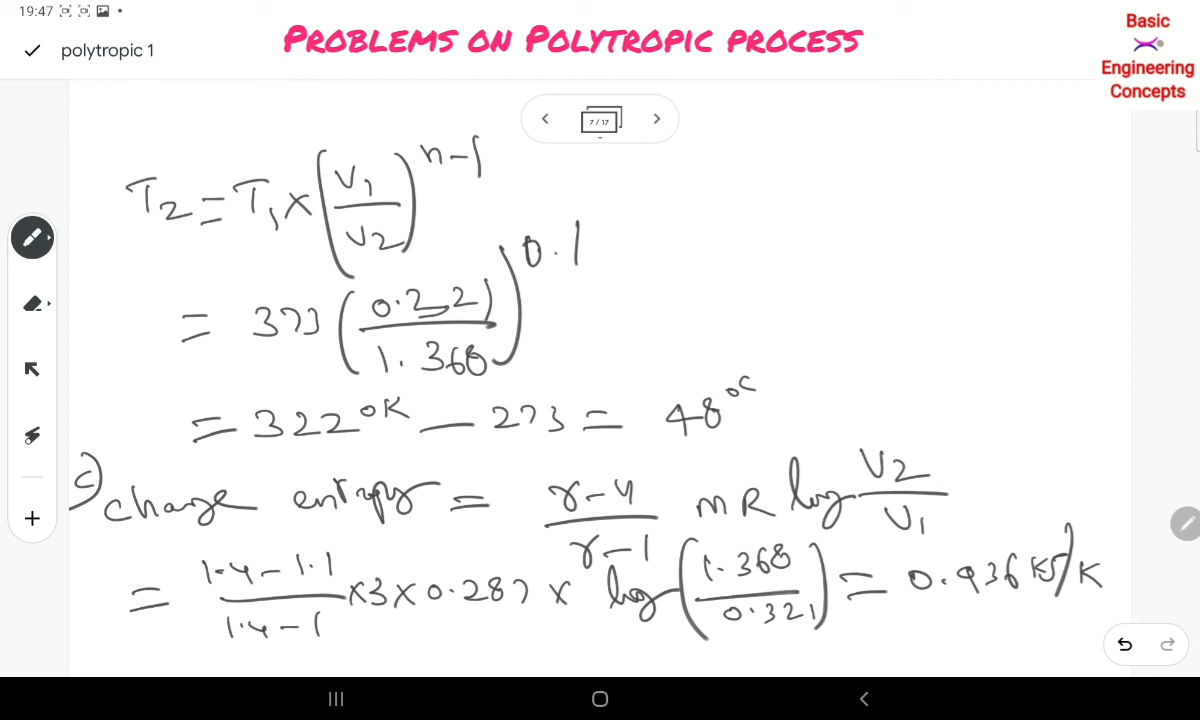 19:47
polytropic 1
PROBLEMS ON POLYTROPIC PROCESS
Basic
Engineering
Concepts
7 / 17
T2 = T1 × (V1/V2)^n-1
= 373 (0.221/1.368)^0.1
= 322 °K — 273 = 48 °C
c) change entropy = γ-n/γ-1 mR log V2/V1
= 1.4-1.1/1.4-1 × 3 × 0.287 × log (1.368/0.321) = 0.936 KJ/K